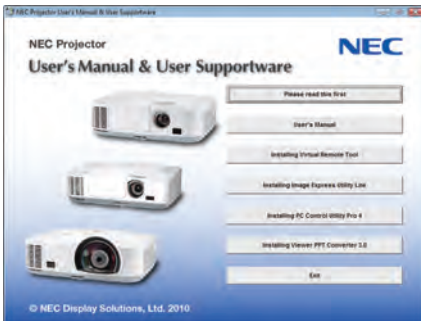 NEC Projector User's Manual & User Supportware
NEC Projector
NEC
User's Manual & User Supportware
Please read this first
User's Manual
Installing Virtual Remote Tool
Installing Image Express Utility Lite
Installing PC Control Utility Pro 4
Installing Viewer PPT Converter 3.0
Exit
© NEC Display Solutions, Ltd. 2010